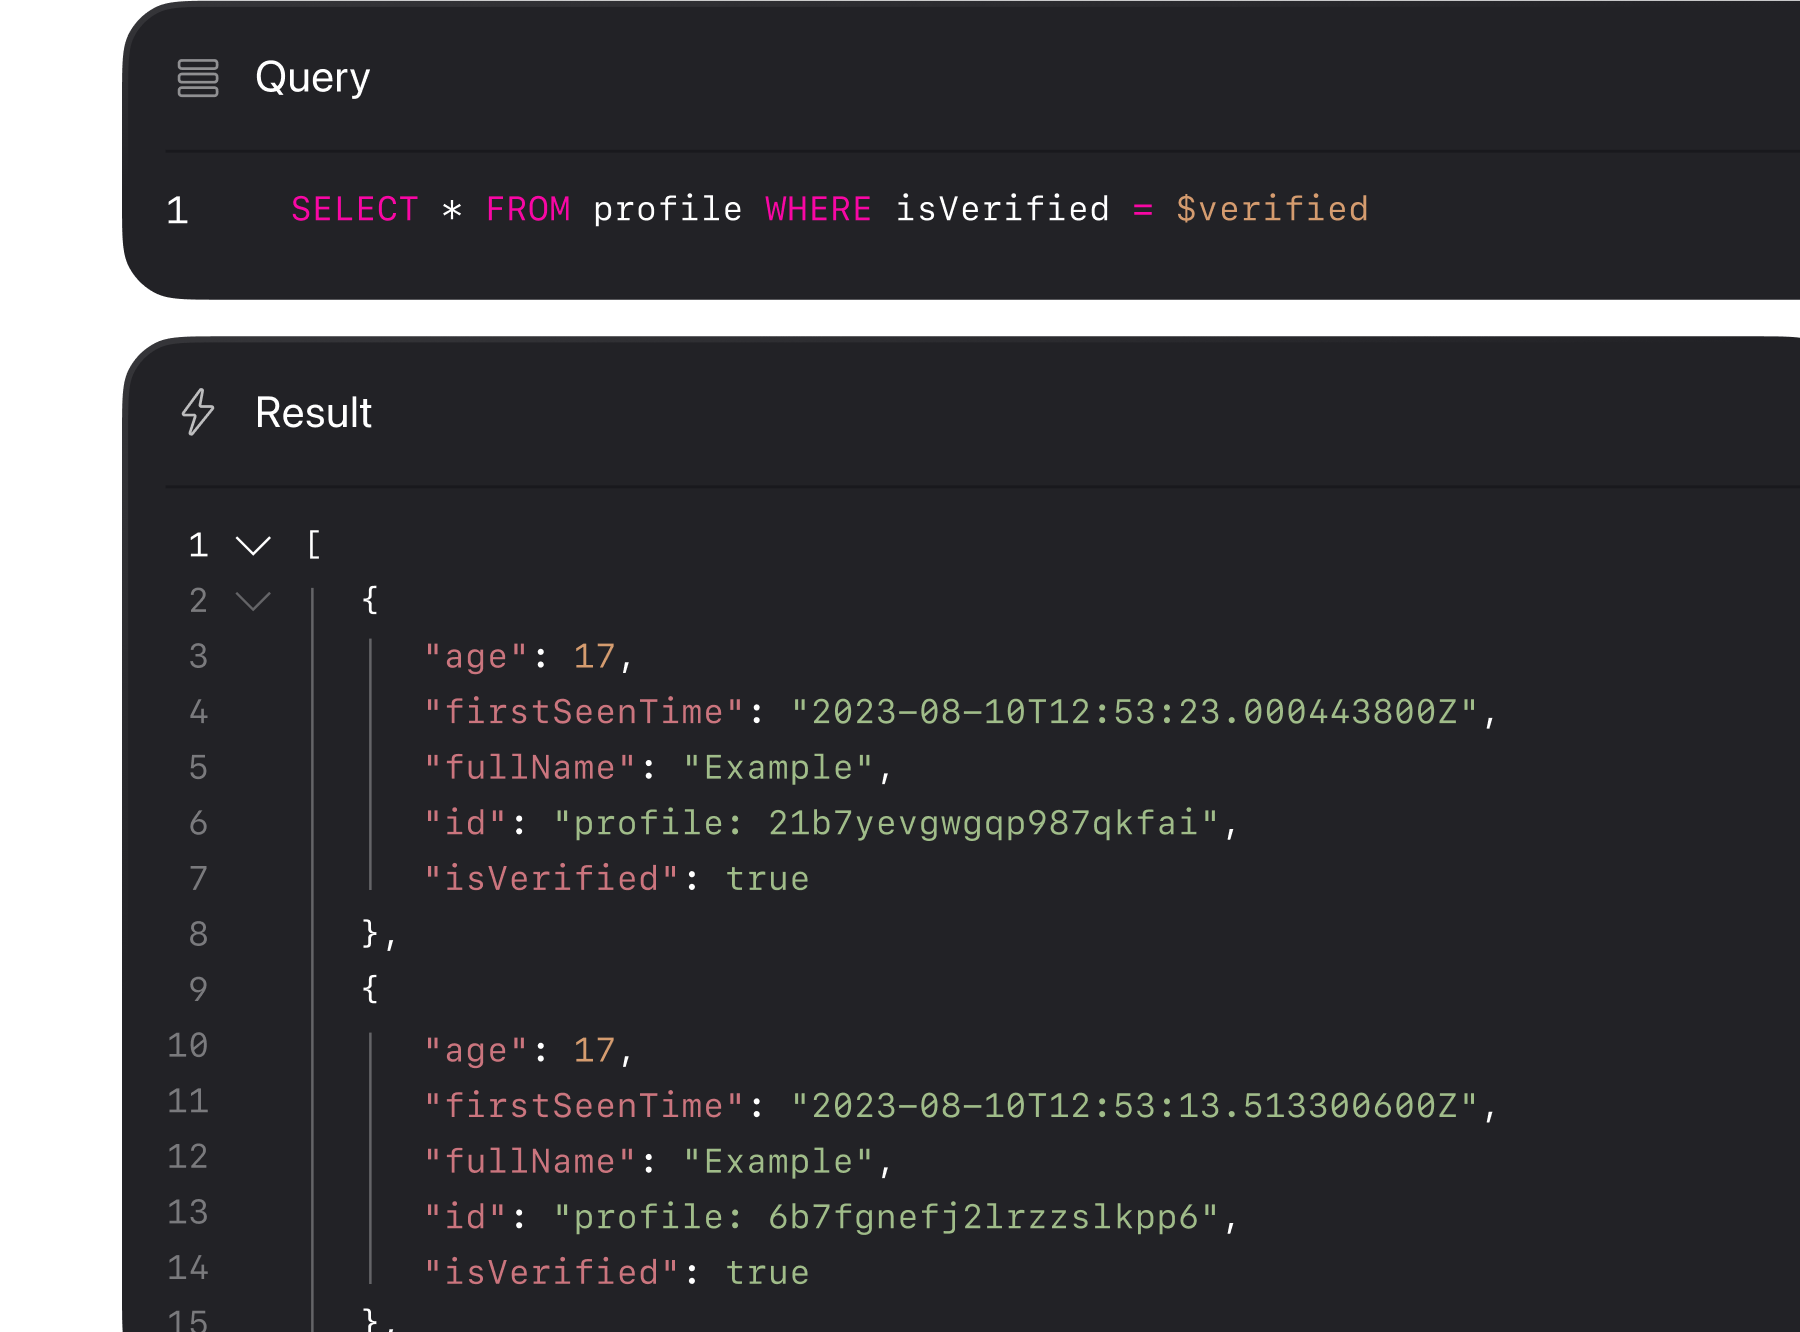 Query
1 SELECT * FROM profile WHERE isVerified = $verified
Result
1 [
2 {
3 "age": 17,
4 "firstSeenTime": "2023-08-10T12:53:23.000443800Z",
5 "fullName": "Example",
6 "id": "profile: 21b7yevgwgqp987qkfai",
7 "isVerified": true
8 },
9 {
10 "age": 17,
11 "firstSeenTime": "2023-08-10T12:53:13.513300600Z",
12 "fullName": "Example",
13 "id": "profile: 6b7fgnefj2lrzzslkpp6",
14 "isVerified": true
15 },